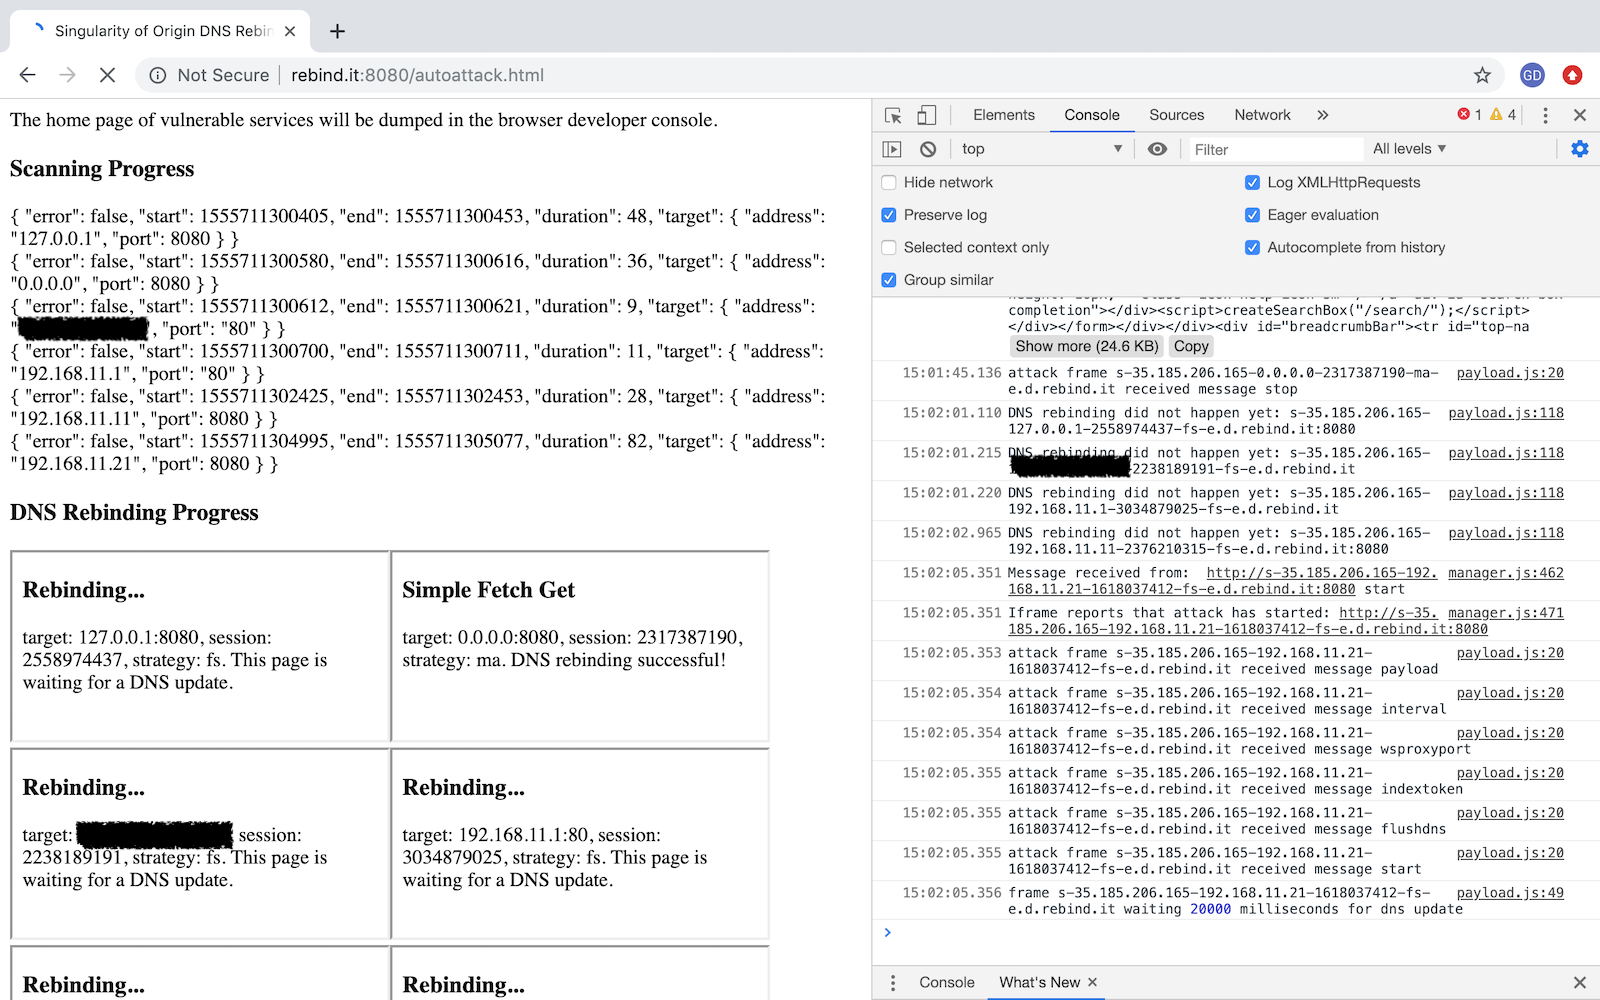 Singularity of Origin DNS Rebin
Not Secure rebind.it:8080/autoattack.html
GD
The home page of vulnerable services will be dumped in the browser developer console.
Scanning Progress
{ "error": false, "start": 1555711300405, "end": 1555711300453, "duration": 48, "target": { "address":
"127.0.0.1", "port": 8080 } }
{ "error": false, "start": 1555711300580, "end": 1555711300616, "duration": 36, "target": { "address":
"0.0.0.0", "port": 8080 } }
{ "error": false, "start": 1555711300612, "end": 1555711300621, "duration": 9, "target": { "address":
", "port": "80" } }
{ "error": false, "start": 1555711300700, "end": 1555711300711, "duration": 11, "target": { "address":
"192.168.11.1", "port": "80" } }
{ "error": false, "start": 1555711302425, "end": 1555711302453, "duration": 28, "target": { "address":
"192.168.11.11", "port": 8080 } }
{ "error": false, "start": 1555711304995, "end": 1555711305077, "duration": 82, "target": { "address":
"192.168.11.21", "port": 8080 } }
DNS Rebinding Progress
Rebinding...
target: 127.0.0.1:8080, session:
2558974437, strategy: fs. This page is
waiting for a DNS update.
Simple Fetch Get
target: 0.0.0.0:8080, session: 2317387190,
strategy: ma. DNS rebinding successful!
Rebinding...
target: session:
2238189191, strategy: fs. This page is
waiting for a DNS update.
Rebinding...
target: 192.168.11.1:80, session:
3034879025, strategy: fs. This page is
waiting for a DNS update.
Rebinding...
Rebinding...
Elements Console Sources Network 1 4
top Filter All levels
Hide network
Log XMLHttpRequests
Preserve log
Eager evaluation
Selected context only
Autocomplete from history
Group similar
completion"></div><script>createSearchBox("/search/");</script>
</div></form></div></div><div id="breadcrumbBar"><tr id="top-na
Show more (24.6 KB) Copy
15:01:45.136 attack frame s-35.185.206.165-0.0.0.0-2317387190-ma- payload.js:20
e.d.rebind.it received message stop
15:02:01.110 DNS rebinding did not happen yet: s-35.185.206.165- payload.js:118
127.0.0.1-2558974437-fs-e.d.rebind.it:8080
15:02:01.215 DNS rebinding did not happen yet: s-35.185.206.165- payload.js:118
2238189191-fs-e.d.rebind.it
15:02:01.220 DNS rebinding did not happen yet: s-35.185.206.165- payload.js:118
192.168.11.1-3034879025-fs-e.d.rebind.it
15:02:02.965 DNS rebinding did not happen yet: s-35.185.206.165- payload.js:118
192.168.11.11-2376210315-fs-e.d.rebind.it:8080
15:02:05.351 Message received from: http://s-35.185.206.165-192. manager.js:462
168.11.21-1618037412-fs-e.d.rebind.it:8080 start
15:02:05.351 Iframe reports that attack has started: http://s-35. manager.js:471
185.206.165-192.168.11.21-1618037412-fs-e.d.rebind.it:8080
15:02:05.353 attack frame s-35.185.206.165-192.168.11.21- payload.js:20
1618037412-fs-e.d.rebind.it received message payload
15:02:05.354 attack frame s-35.185.206.165-192.168.11.21- payload.js:20
1618037412-fs-e.d.rebind.it received message interval
15:02:05.354 attack frame s-35.185.206.165-192.168.11.21- payload.js:20
1618037412-fs-e.d.rebind.it received message wsproxyport
15:02:05.355 attack frame s-35.185.206.165-192.168.11.21- payload.js:20
1618037412-fs-e.d.rebind.it received message indextoken
15:02:05.355 attack frame s-35.185.206.165-192.168.11.21- payload.js:20
1618037412-fs-e.d.rebind.it received message flushdns
15:02:05.355 attack frame s-35.185.206.165-192.168.11.21- payload.js:20
1618037412-fs-e.d.rebind.it received message start
15:02:05.356 frame s-35.185.206.165-192.168.11.21-1618037412-fs- payload.js:49
e.d.rebind.it waiting 20000 milliseconds for dns update
Console What's New